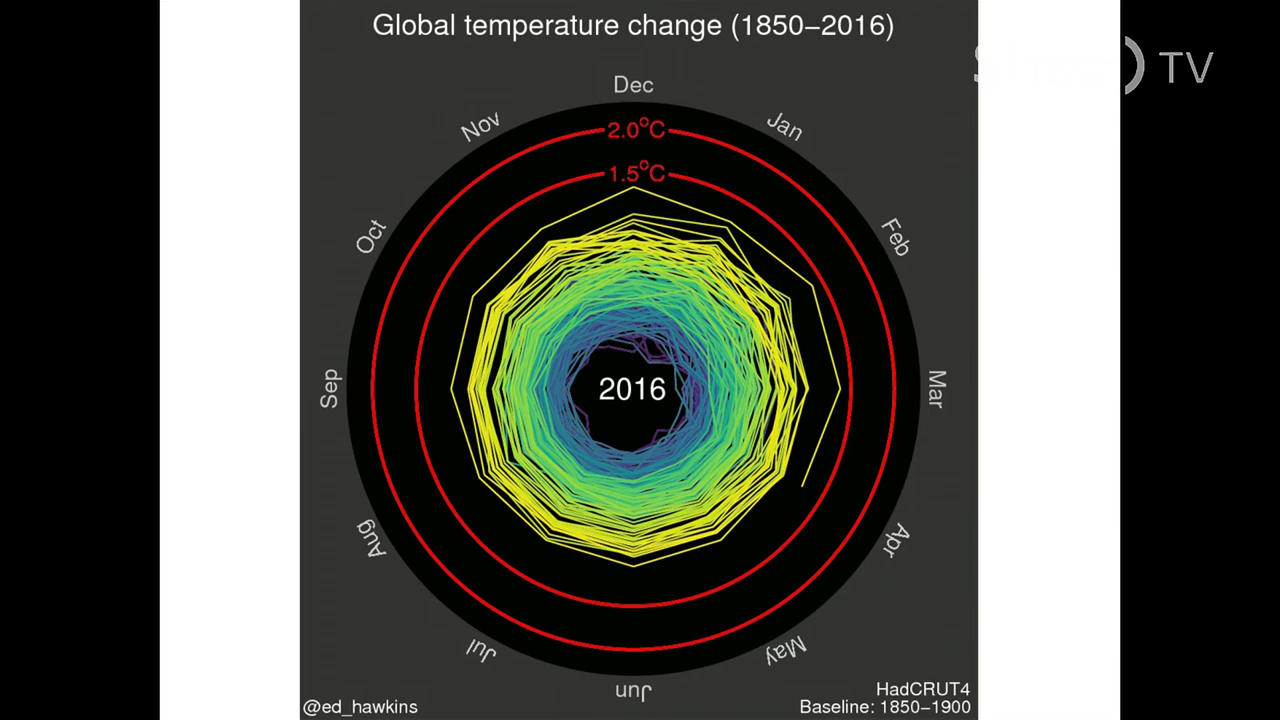 Global temperature change (1850–2016)
TV
Dec
Nov
Jan
2.0°C
1.5°C
Oct
Feb
Sep
2016
Mar
Aug
Apr
Jul
May
Jun
HadCRUT4
@ed_hawkins
Baseline: 1850–1900